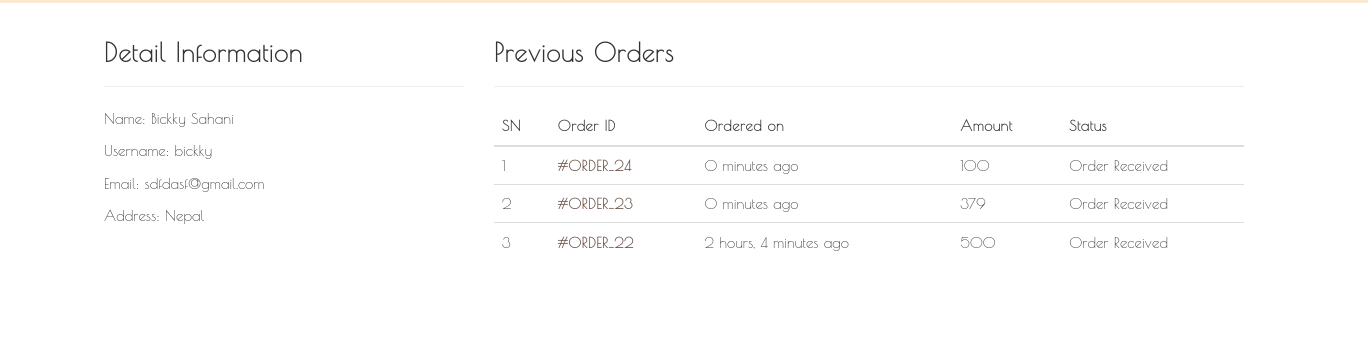 Detail Information
Name: Bickky Sahani
Username: bickky
Email: sdfdasf@gmail.com
Address: Nepal
Previous Orders
SN Order ID Ordered on Amount Status
1 #ORDER_24 0 minutes ago 100 Order Received
2 #ORDER_23 0 minutes ago 379 Order Received
3 #ORDER_22 2 hours, 4 minutes ago 500 Order Received